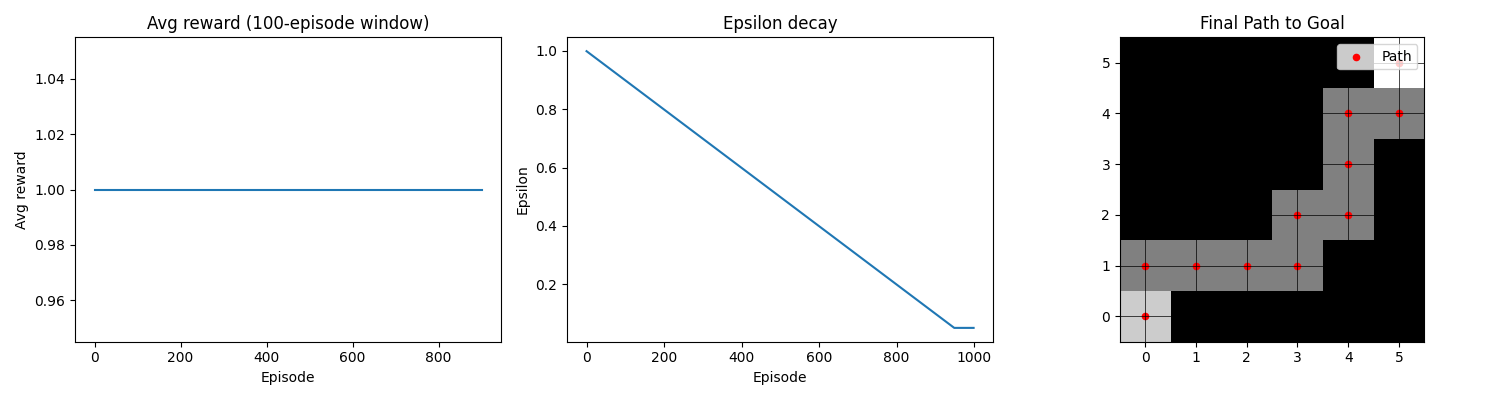 Avg reward (100-episode window)
Avg reward
1.04
1.02
1.00
0.98
0.96
0 200 400 600 800
Episode
Epsilon decay
Epsilon
1.0
0.8
0.6
0.4
0.2
0 200 400 600 800 1000
Episode
Final Path to Goal
Path
5
4
3
2
1
0
0 1 2 3 4 5